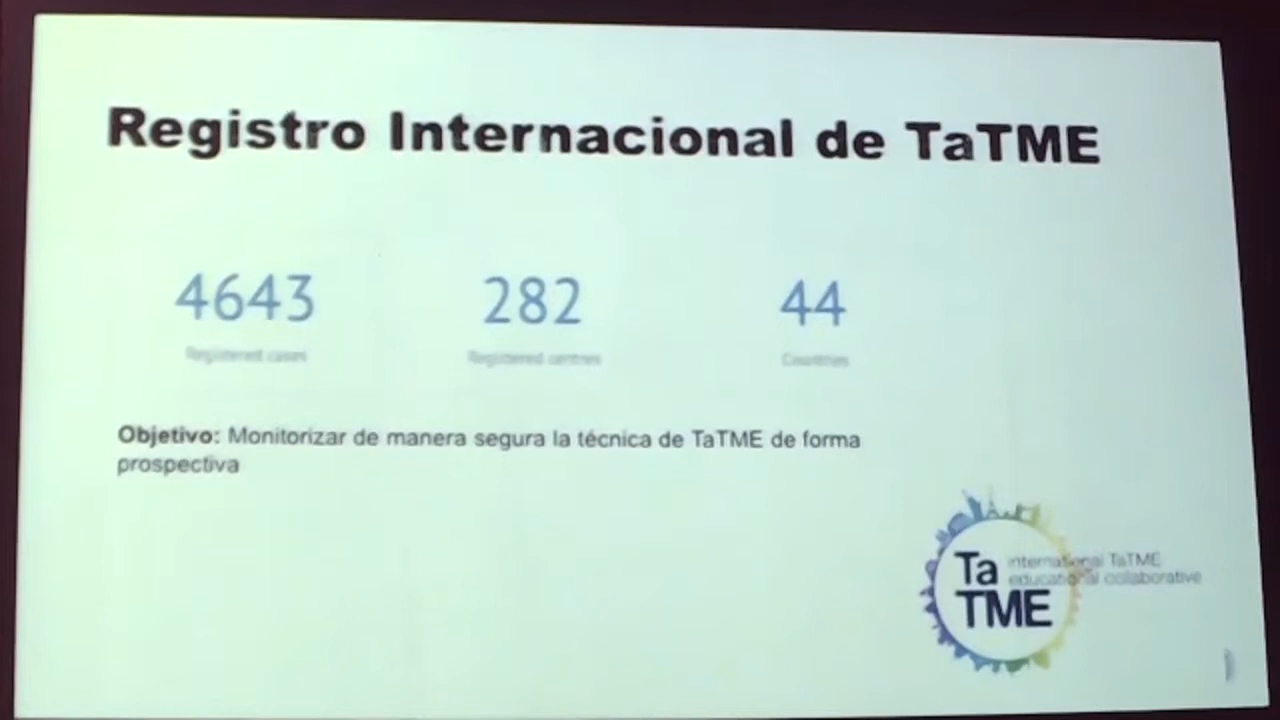 Registro Internacional de TaTME
4643 282 44
Registered cases Registered centres Countries
Objetivo: Monitorizar de manera segura la técnica de TaTME de forma
prospectiva
Ta
TME
international TaTME
educational collaborative